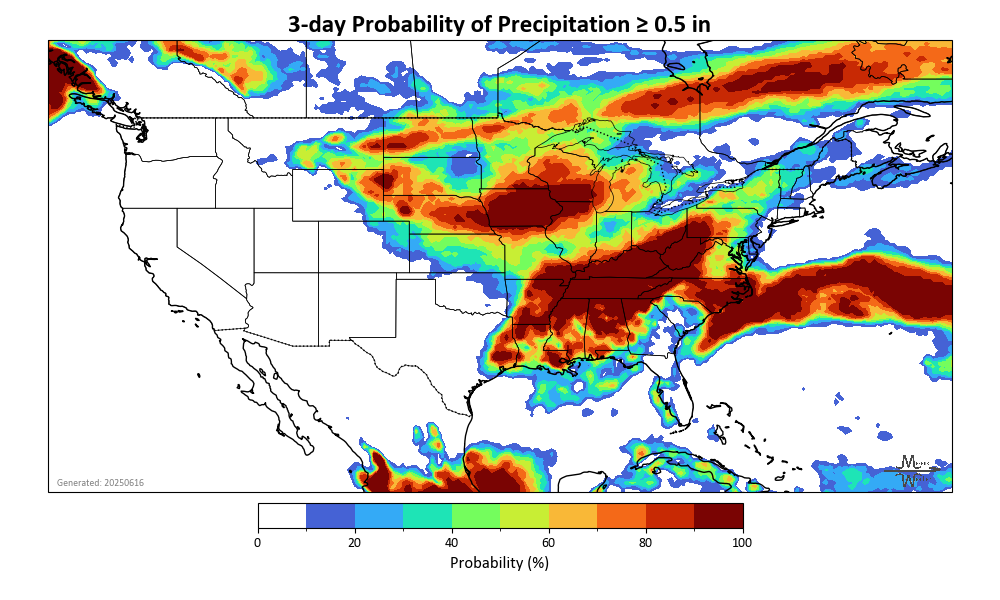 3-day Probability of Precipitation ≥ 0.5 in
Generated: 20250616
0 20 40 60 80 100
Probability (%)